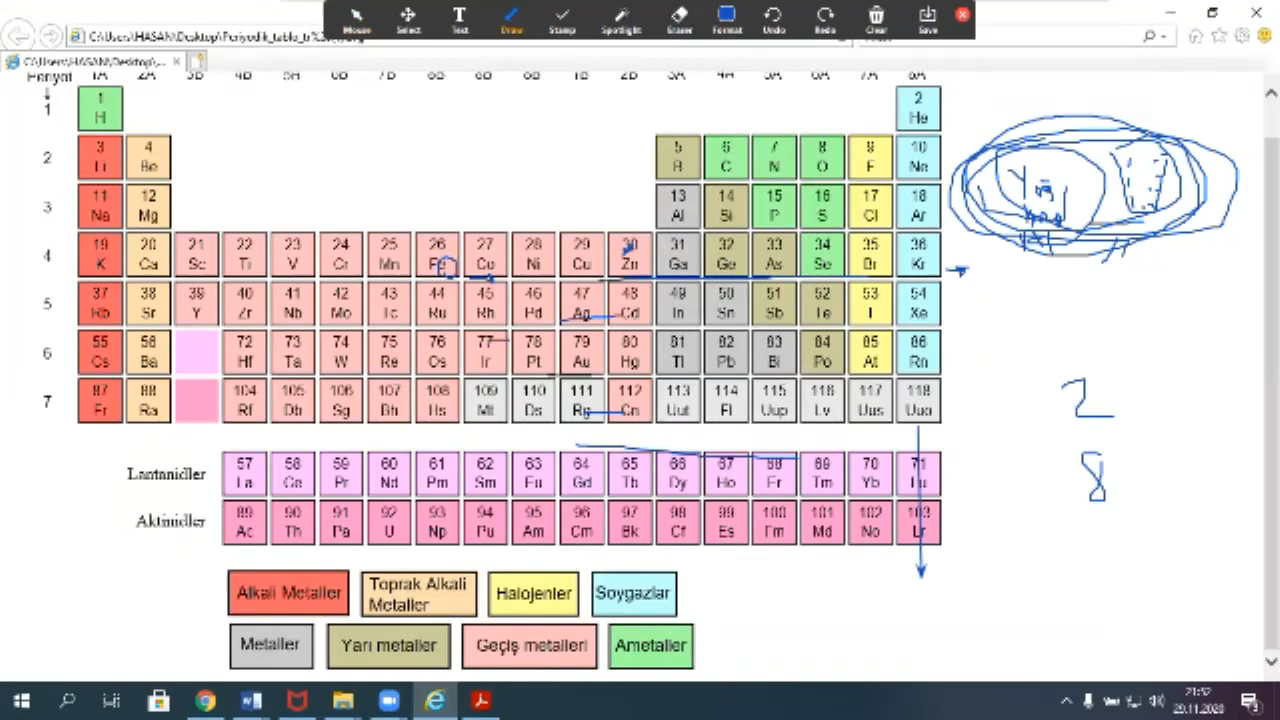 Mouse Select Text Draw Stamp Spotlight Eraser Format Undo Redo Clear Save
C:\Users\HASAN\Desktop\Periyodik_tablo_tr
C:\Users\HASAN\Desktop\...
Periyot 1A 2A 3B 4B 5B 6B 7B 8B 8B 8B 1B 2B 3A 4A 5A 6A 7A 8A
1 1 2
H He
2 3 4 5 6 7 8 9 10
Li Be B C N O F Ne
3 11 12 13 14 15 16 17 18
Na Mg Al Si P S Cl Ar
4 19 20 21 22 23 24 25 26 27 28 29 30 31 32 33 34 35 36
K Ca Sc Ti V Cr Mn Fe Co Ni Cu Zn Ga Ge As Se Br Kr
5 37 38 39 40 41 42 43 44 45 46 47 48 49 50 51 52 53 54
Rb Sr Y Zr Nb Mo Tc Ru Rh Pd Ag Cd In Sn Sb Te I Xe
6 55 56 72 73 74 75 76 77 78 79 80 81 82 83 84 85 86
Cs Ba Hf Ta W Re Os Ir Pt Au Hg Tl Pb Bi Po At Rn
7 87 88 104 105 106 107 108 109 110 111 112 113 114 115 116 117 118
Fr Ra Rf Db Sg Bh Hs Mt Ds Rg Cn Uut Fl Uup Lv Uus Uuo
2
8
Lantanidler 57 58 59 60 61 62 63 64 65 66 67 68 69 70 71
La Ce Pr Nd Pm Sm Eu Gd Tb Dy Ho Er Tm Yb Lu
Aktinidler 89 90 91 92 93 94 95 96 97 98 99 100 101 102 103
Ac Th Pa U Np Pu Am Cm Bk Cf Es Fm Md No Lr
Alkali Metaller
Toprak Alkali
Metaller
Halojenler
Soygazlar
Metaller
Yarı metaller
Geçiş metalleri
Ametaller
21:52
29.11.2020